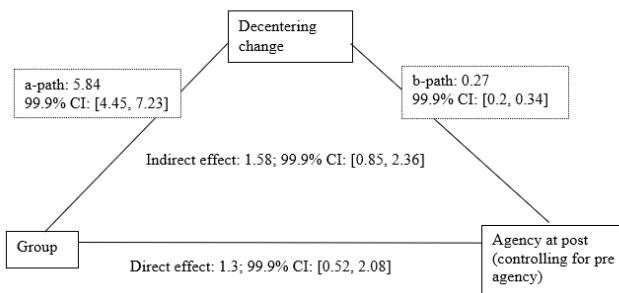 Decentering
change
a-path: 5.84
99.9% CI: [4.45, 7.23]
b-path: 0.27
99.9% CI: [0.2, 0.34]
Indirect effect: 1.58; 99.9% CI: [0.85, 2.36]
Group
Agency at post
(controlling for pre
agency)
Direct effect: 1.3; 99.9% CI: [0.52, 2.08]